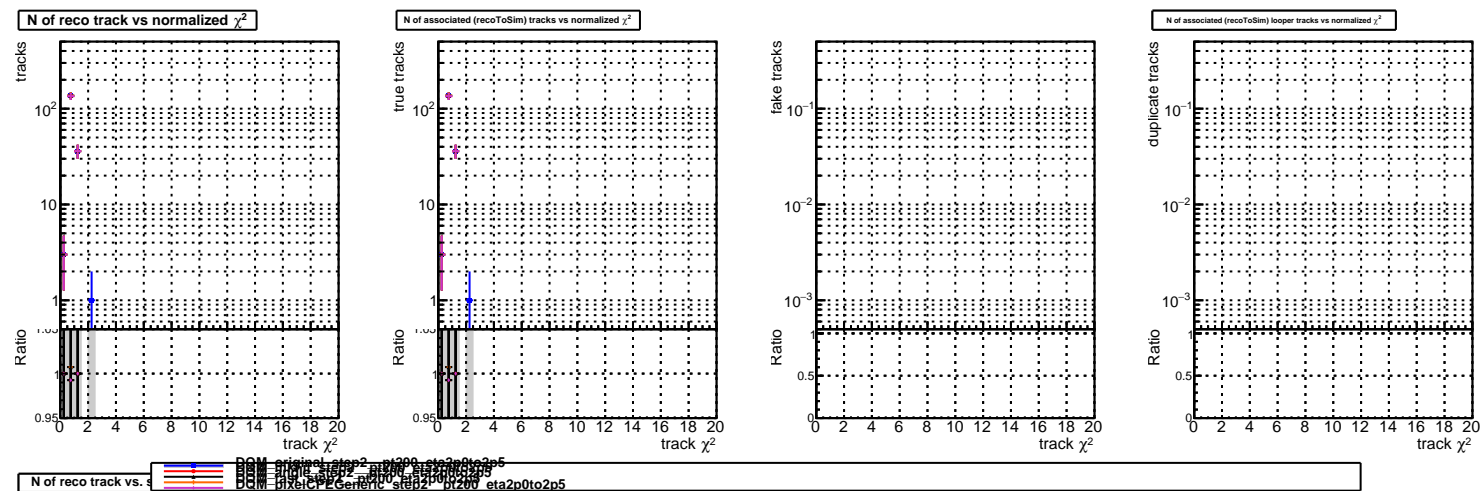 N of reco track vs normalized χ²
N of associated (recoToSim) tracks vs normalized χ²
N of associated (recoToSim) looper tracks vs normalized χ²
tracks
10²
10
1
1.05
Ratio
1
0.95
0 2 4 6 8 10 12 14 16 18 20
track χ²
true tracks
10²
10
1
1.05
Ratio
1
0.95
0 2 4 6 8 10 12 14 16 18 20
track χ²
fake tracks
10⁻¹
10⁻²
10⁻³
1
Ratio
0.5
0
0 2 4 6 8 10 12 14 16 18 20
track χ²
duplicate tracks
10⁻¹
10⁻²
10⁻³
1
Ratio
0.5
0
0 2 4 6 8 10 12 14 16 18 20
track χ²
N of reco track vs. s
DQM_original_step2__pt200_eta2p0to2p5
DQM_angle_step2__pt200_eta2p0to2p5
DQM_pixelCPEGeneric_step2__pt200_eta2p0to2p5